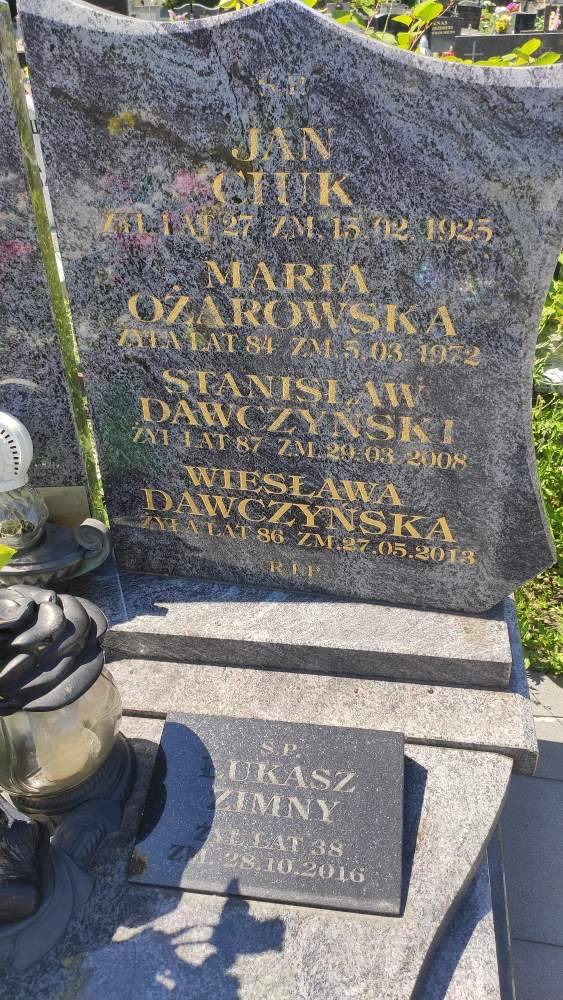 Ś.P.
JAN
CIUK
ŻYŁ LAT 27 ZM. 15.02.1925
MARIA
OŻAROWSKA
ŻYŁA LAT 84 ZM. 5.03.1972
STANISŁAW
DAWCZYŃSKI
ŻYŁ LAT 87 ZM. 29.03.2008
WIESŁAWA
DAWCZYŃSKA
ŻYŁA LAT 86 ZM. 27.05.2013
R.I.P.
Ś.P.
ŁUKASZ
ZIMNY
ŻYŁ LAT 38
ZM. 28.10.2016